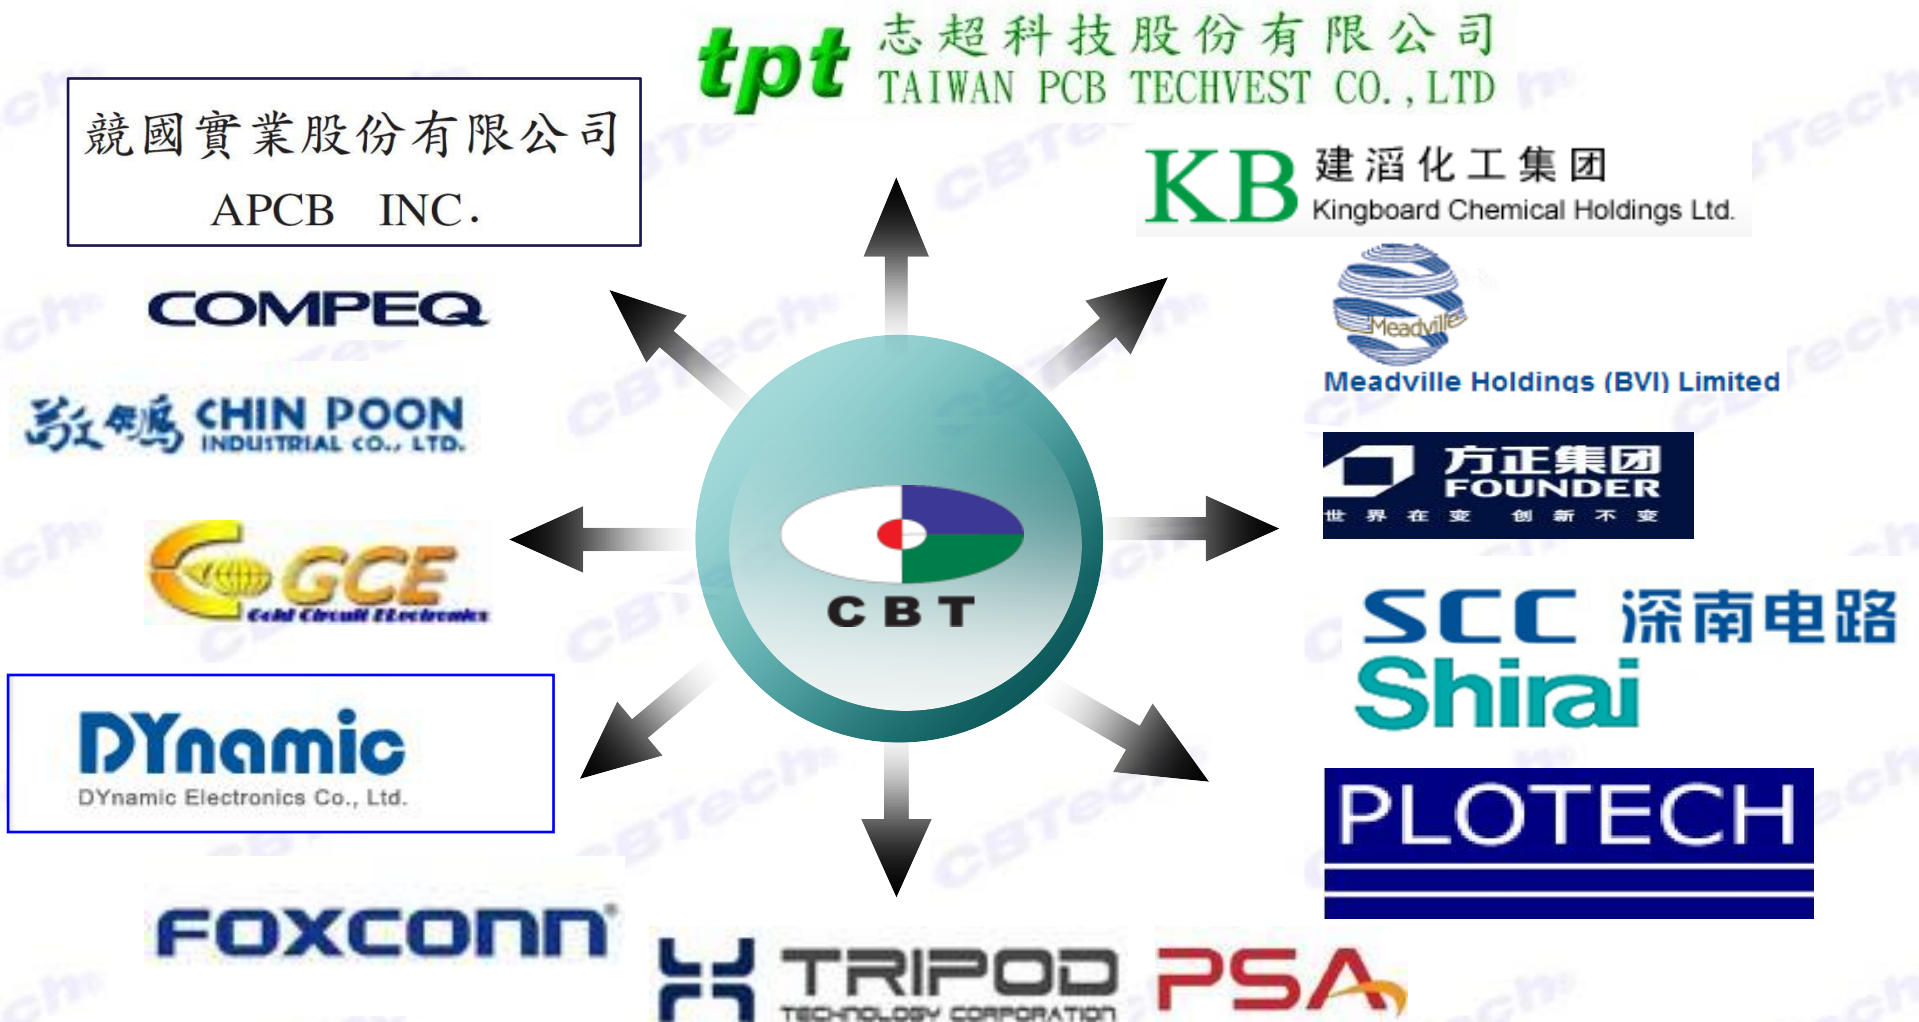 tpt 志超科技股份有限公司
TAIWAN PCB TECHVEST CO.,LTD
競國實業股份有限公司
APCB INC.
KB 建滔化工集团
Kingboard Chemical Holdings Ltd.
COMPEQ
Meadville
Meadville Holdings (BVI) Limited
敬鵬 CHIN POON
INDUSTRIAL CO., LTD.
方正集团
FOUNDER
世界在变 创新不变
GCE
Gold Circuit Electronics
CBT
SCC 深南电路
Shirai
DYnamic
DYnamic Electronics Co., Ltd.
PLOTECH
FOXCONN®
TRIPOD
TECHNOLOGY CORPORATION
PSA
CBTech®